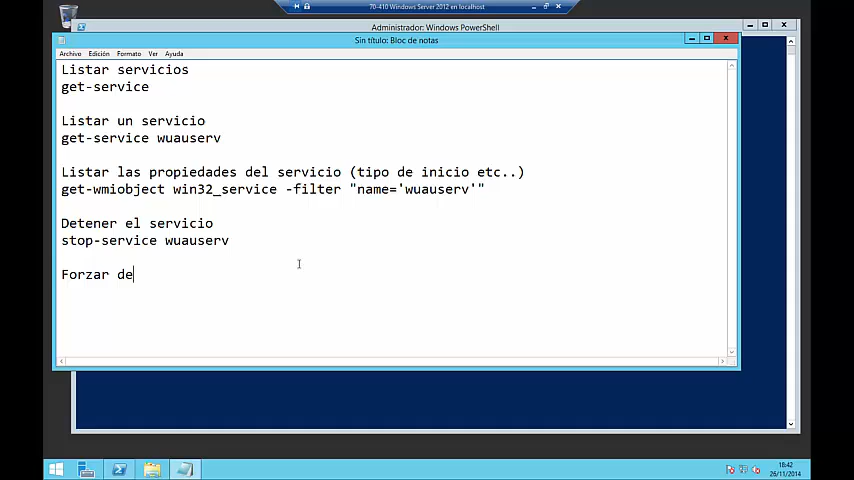 70-410 Windows Server 2012 en localhost
Administrador: Windows PowerShell
Sin título: Bloc de notas
Archivo Edición Formato Ver Ayuda
Listar servicios
get-service
Listar un servicio
get-service wuauserv
Listar las propiedades del servicio (tipo de inicio etc..)
get-wmiobject win32_service -filter "name='wuauserv'"
Detener el servicio
stop-service wuauserv
Forzar de
18:42
26/11/2014